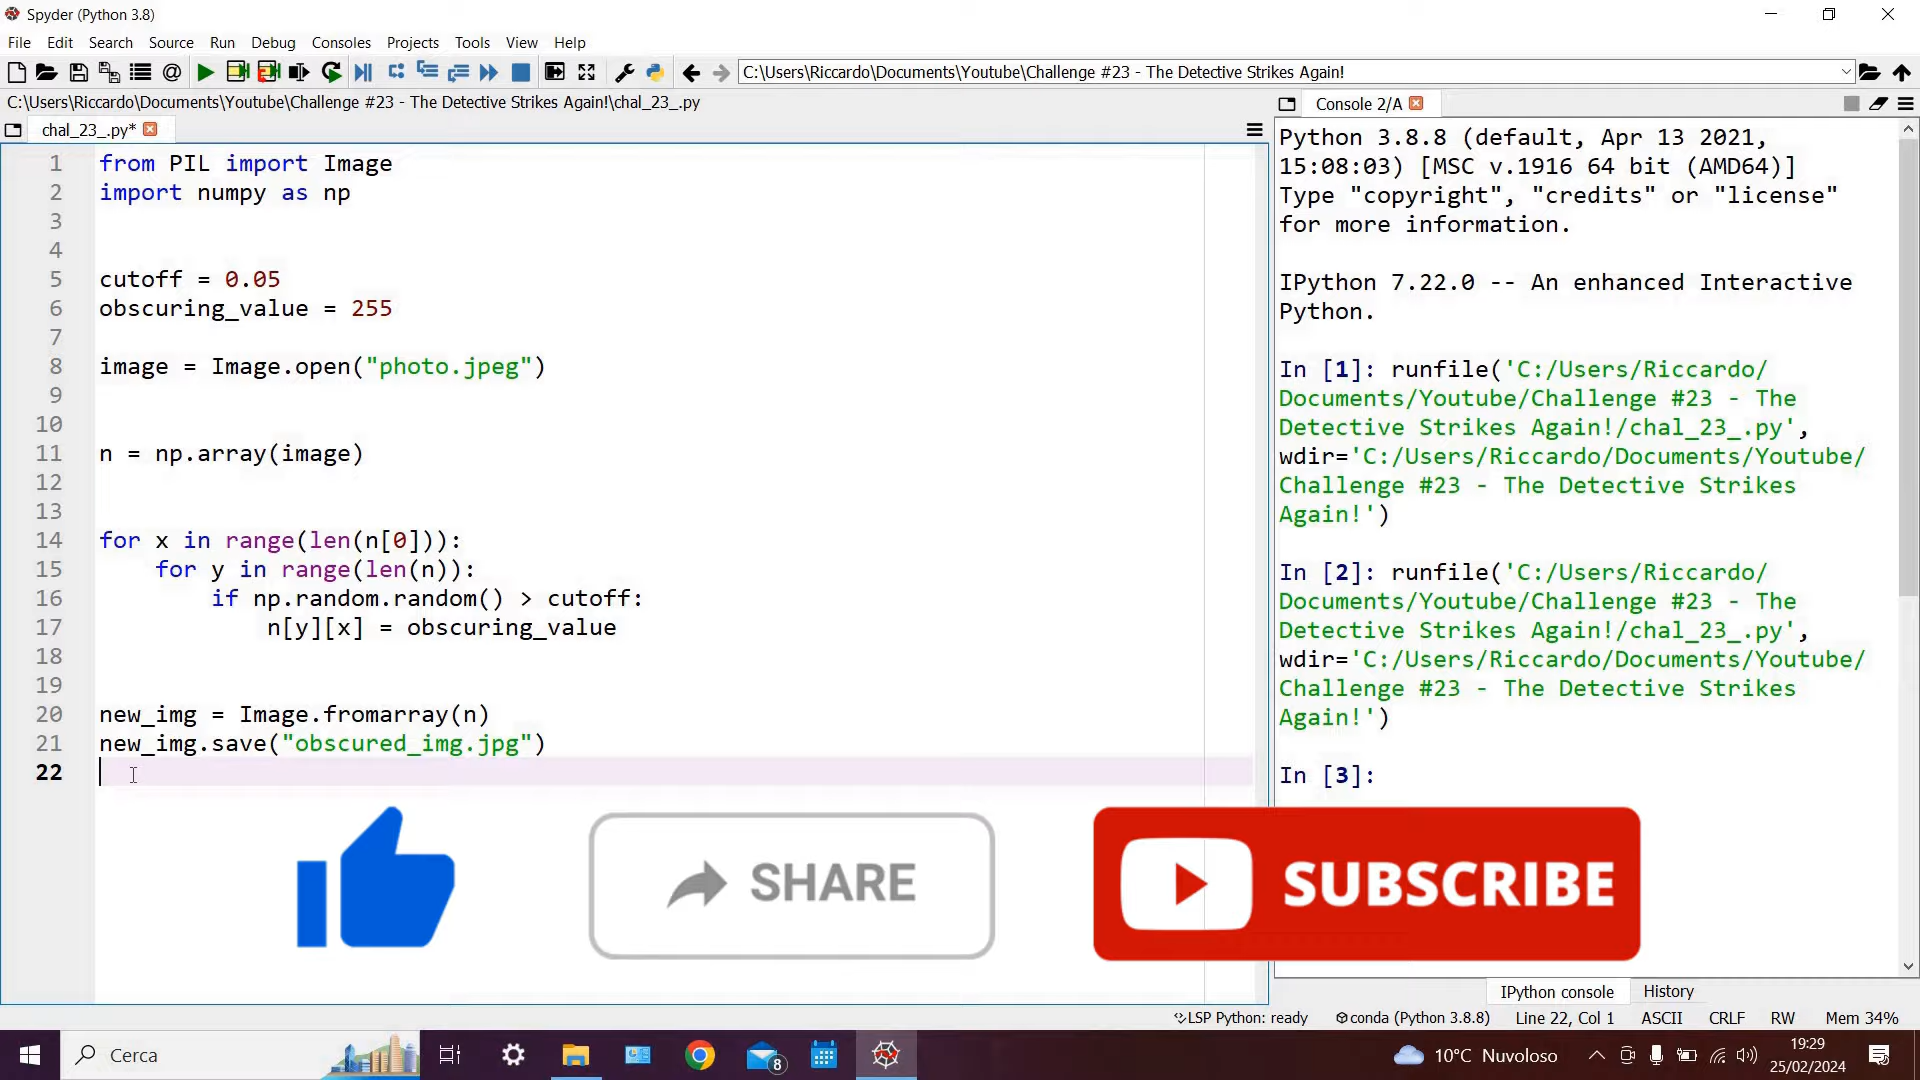 Spyder (Python 3.8)
File Edit Search Source Run Debug Consoles Projects Tools View Help
C:\Users\Riccardo\Documents\Youtube\Challenge #23 - The Detective Strikes Again!
C:\Users\Riccardo\Documents\Youtube\Challenge #23 - The Detective Strikes Again!\chal_23_.py
chal_23_.py*
1 from PIL import Image
2 import numpy as np
3
4
5 cutoff = 0.05
6 obscuring_value = 255
7
8 image = Image.open("photo.jpeg")
9
10
11 n = np.array(image)
12
13
14 for x in range(len(n[0])):
15 for y in range(len(n)):
16 if np.random.random() > cutoff:
17 n[y][x] = obscuring_value
18
19
20 new_img = Image.fromarray(n)
21 new_img.save("obscured_img.jpg")
22
Console 2/A
Python 3.8.8 (default, Apr 13 2021,
15:08:03) [MSC v.1916 64 bit (AMD64)]
Type "copyright", "credits" or "license"
for more information.
IPython 7.22.0 -- An enhanced Interactive
Python.
In [1]: runfile('C:/Users/Riccardo/
Documents/Youtube/Challenge #23 - The
Detective Strikes Again!/chal_23_.py',
wdir='C:/Users/Riccardo/Documents/Youtube/
Challenge #23 - The Detective Strikes
Again!')
In [2]: runfile('C:/Users/Riccardo/
Documents/Youtube/Challenge #23 - The
Detective Strikes Again!/chal_23_.py',
wdir='C:/Users/Riccardo/Documents/Youtube/
Challenge #23 - The Detective Strikes
Again!')
In [3]:
SHARE
SUBSCRIBE
IPython console History
LSP Python: ready conda (Python 3.8.8) Line 22, Col 1 ASCII CRLF RW Mem 34%
Cerca
8
10°C Nuvoloso
19:29
25/02/2024